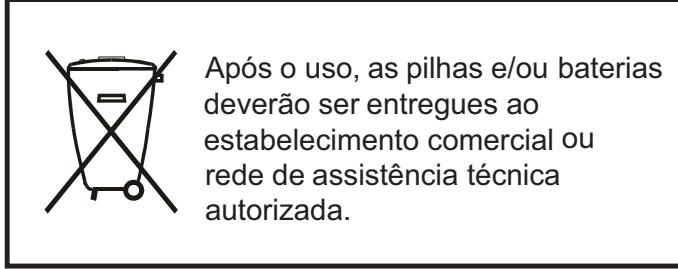 Após o uso, as pilhas e/ou baterias
deverão ser entregues ao
estabelecimento comercial ou
rede de assistência técnica
autorizada.